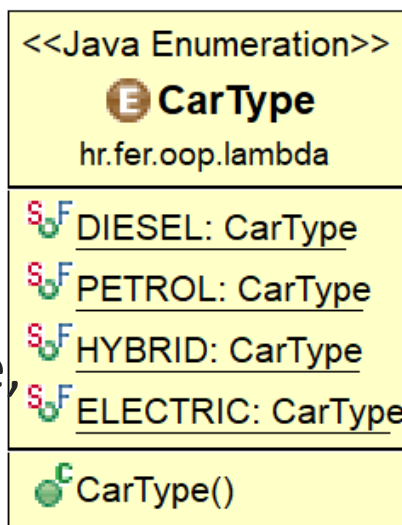 <<Java Enumeration>>
E CarType
hr.fer.oop.lambda
S F DIESEL: CarType
S F PETROL: CarType
S F HYBRID: CarType
e,
S F ELECTRIC: CarType
C CarType()